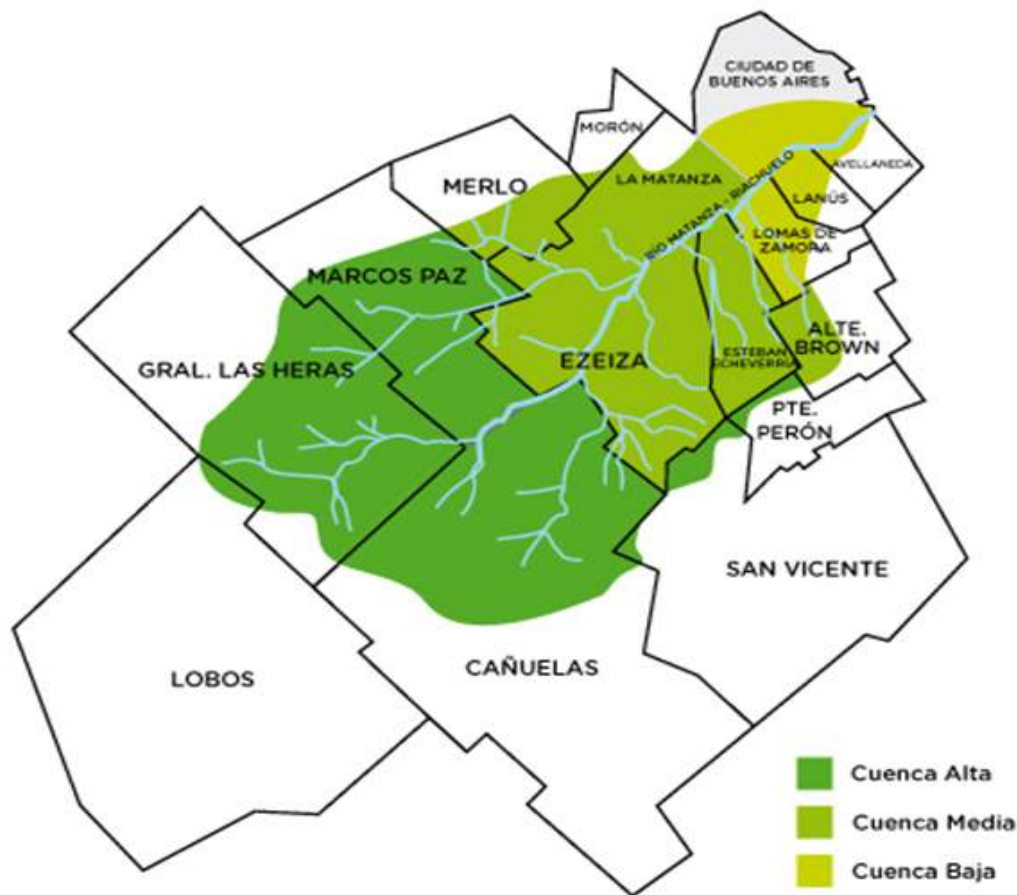 CIUDAD DE
BUENOS AIRES
MORÓN
AVELLANEDA
MERLO
LA MATANZA
RÍO MATANZA - RIACHUELO
LANÚS
LOMAS DE
ZAMORA
MARCOS PAZ
GRAL. LAS HERAS
EZEIZA
ESTEBAN
ECHEVERRÍA
ALTE.
BROWN
PTE.
PERÓN
SAN VICENTE
CAÑUELAS
LOBOS
Cuenca Alta
Cuenca Media
Cuenca Baja